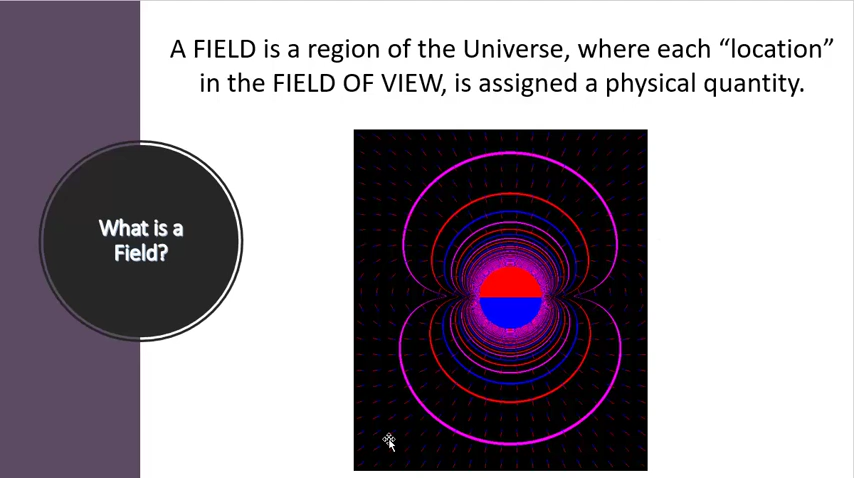 A FIELD is a region of the Universe, where each “location”
in the FIELD OF VIEW, is assigned a physical quantity.
What is a
Field?